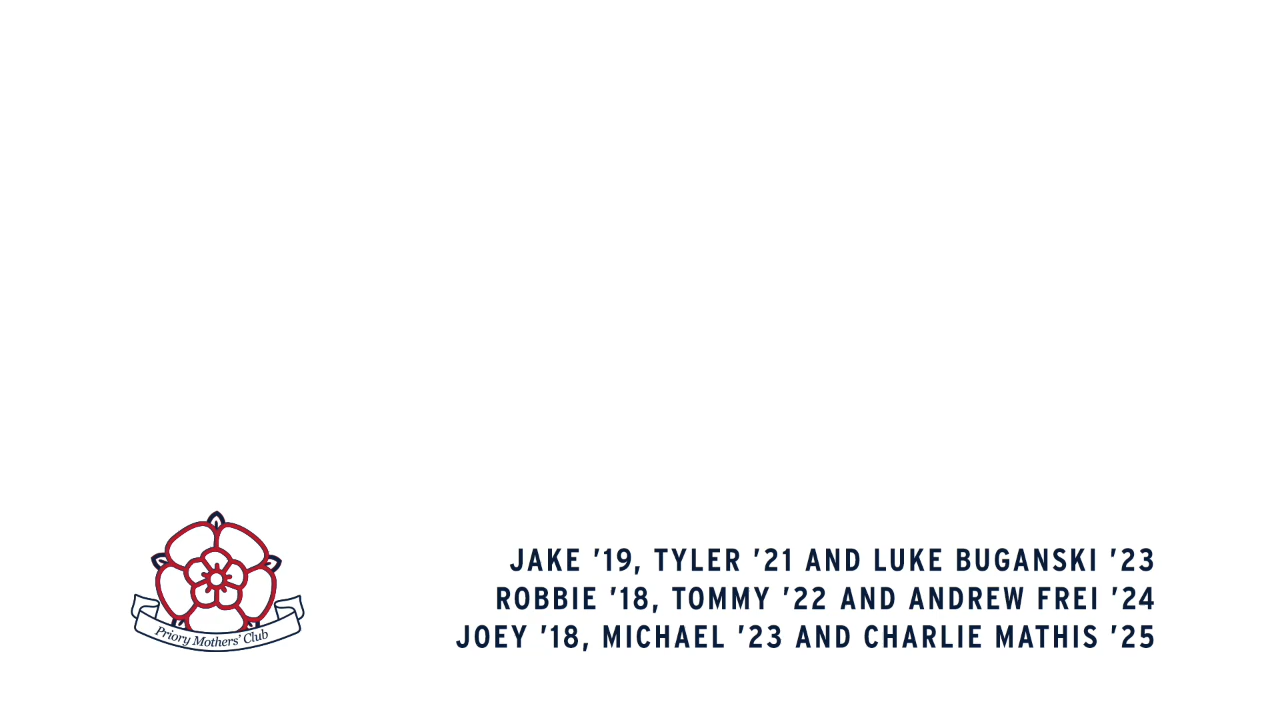 JAKE ’19, TYLER ’21 AND LUKE BUGANSKI ’23
ROBBIE ’18, TOMMY ’22 AND ANDREW FREI ’24
JOEY ’18, MICHAEL ’23 AND CHARLIE MATHIS ’25
Priory Mothers’ Club